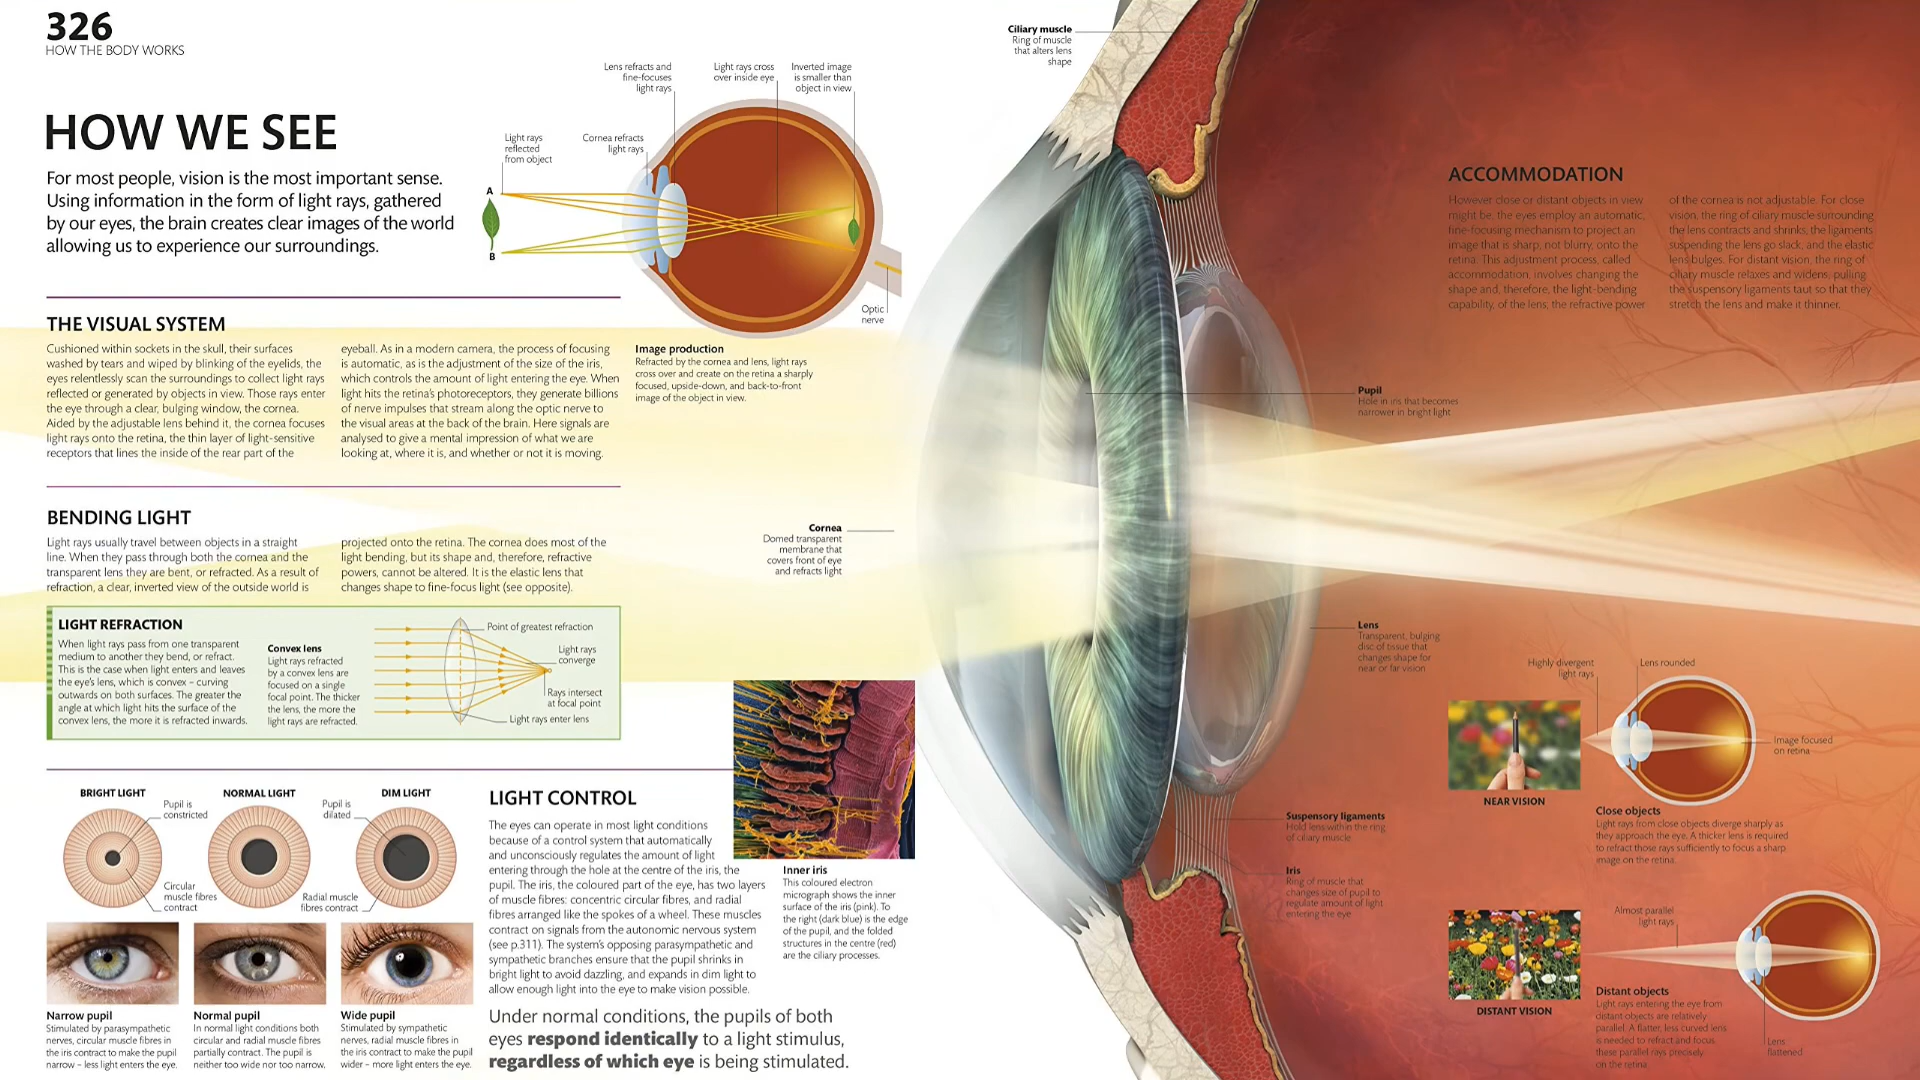 326
HOW THE BODY WORKS
HOW WE SEE
For most people, vision is the most important sense.
Using information in the form of light rays, gathered
by our eyes, the brain creates clear images of the world
allowing us to experience our surroundings.
Lens refracts and
fine-focuses
light rays
Light rays cross
over inside eye
Inverted image
is smaller than
object in view
Light rays
reflected
from object
Cornea refracts
light rays
A
B
Optic
nerve
Image production
Refracted by the cornea and lens, light rays
cross over and create on the retina a sharply
focused, upside-down, and back-to-front
image of the object in view.
THE VISUAL SYSTEM
Cushioned within sockets in the skull, their surfaces
washed by tears and wiped by blinking of the eyelids, the
eyes relentlessly scan the surroundings to collect light rays
reflected or generated by objects in view. Those rays enter
the eye through a clear, bulging window, the cornea.
Aided by the adjustable lens behind it, the cornea focuses
light rays onto the retina, the thin layer of light-sensitive
receptors that lines the inside of the rear part of the
eyeball. As in a modern camera, the process of focusing
is automatic, as is the adjustment of the size of the iris,
which controls the amount of light entering the eye. When
light hits the retina's photoreceptors, they generate billions
of nerve impulses that stream along the optic nerve to
the visual areas at the back of the brain. Here signals are
analysed to give a mental impression of what we are
looking at, where it is, and whether or not it is moving.
BENDING LIGHT
Light rays usually travel between objects in a straight
line. When they pass through both the cornea and the
transparent lens they are bent, or refracted. As a result of
refraction, a clear, inverted view of the outside world is
projected onto the retina. The cornea does most of the
light bending, but its shape and, therefore, refractive
powers, cannot be altered. It is the elastic lens that
changes shape to fine-focus light (see opposite).
LIGHT REFRACTION
When light rays pass from one transparent
medium to another they bend, or refract.
This is the case when light enters and leaves
the eye's lens, which is convex – curving
outwards on both surfaces. The greater the
angle at which light hits the surface of the
convex lens, the more it is refracted inwards.
Convex lens
Light rays refracted
by a convex lens are
focused on a single
focal point. The thicker
the lens, the more the
light rays are refracted.
Point of greatest refraction
Light rays
converge
Rays intersect
at focal point
Light rays enter lens
BRIGHT LIGHT
Pupil is
constricted
Circular
muscle fibres
contract
NORMAL LIGHT
DIM LIGHT
Pupil is
dilated
Radial muscle
fibres contract
Narrow pupil
Stimulated by parasympathetic
nerves, circular muscle fibres in
the iris contract to make the pupil
narrow – less light enters the eye.
Normal pupil
In normal light conditions both
circular and radial muscle fibres
partially contract. The pupil is
neither too wide nor too narrow.
Wide pupil
Stimulated by sympathetic
nerves, radial muscle fibres in
the iris contract to make the pupil
wider – more light enters the eye.
LIGHT CONTROL
The eyes can operate in most light conditions
because of a control system that automatically
and unconsciously regulates the amount of light
entering through the hole at the centre of the iris, the
pupil. The iris, the coloured part of the eye, has two layers
of muscle fibres: concentric circular fibres, and radial
fibres arranged like the spokes of a wheel. These muscles
contract on signals from the autonomic nervous system
(see p.311). The system's opposing parasympathetic and
sympathetic branches ensure that the pupil shrinks in
bright light to avoid dazzling, and expands in dim light to
allow enough light into the eye to make vision possible.
Under normal conditions, the pupils of both
eyes respond identically to a light stimulus,
regardless of which eye is being stimulated.
Inner iris
This coloured electron
micrograph shows the inner
surface of the iris (pink). To
the right (dark blue) is the edge
of the pupil, and the folded
structures in the centre (red)
are the ciliary processes.
Ciliary muscle
Ring of muscle
that alters lens
shape
Cornea
Domed transparent
membrane that
covers front of eye
and refracts light
Pupil
Hole in iris that becomes
narrower in bright light
Lens
Transparent, bulging
disc of tissue that
changes shape for
near or far vision
Suspensory ligaments
Hold lens within the ring
of ciliary muscle
Iris
Ring of muscle that
changes size of pupil to
regulate amount of light
entering the eye
ACCOMMODATION
However close or distant objects in view
might be, the eyes employ an automatic,
fine-focusing mechanism to project an
image that is sharp, not blurry, onto the
retina. This adjustment process, called
accommodation, involves changing the
shape and, therefore, the light-bending
capability, of the lens; the refractive power
of the cornea is not adjustable. For close
vision, the ring of ciliary muscle surrounding
the lens contracts and shrinks, the ligaments
suspending the lens go slack, and the elastic
lens bulges. For distant vision, the ring of
ciliary muscle relaxes and widens, pulling
the suspensory ligaments taut so that they
stretch the lens and make it thinner.
Highly divergent
light rays
Lens rounded
Image focused
on retina
NEAR VISION
Close objects
Light rays from close objects diverge sharply as
they approach the eye. A thicker lens is required
to refract those rays sufficiently to focus a sharp
image on the retina.
Almost parallel
light rays
DISTANT VISION
Distant objects
Light rays entering the eye from
distant objects are relatively
parallel. A flatter, less curved lens
is needed to refract and focus
these parallel rays precisely
on the retina.
Lens
flattened